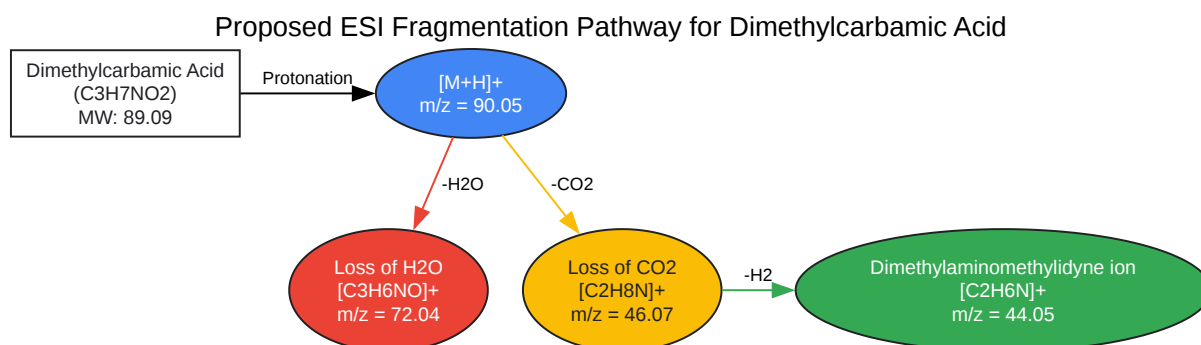 Proposed ESI Fragmentation Pathway for Dimethylcarbamic Acid
Dimethylcarbamic Acid
(C3H7NO2)
MW: 89.09
Protonation
[M+H]+
m/z = 90.05
-H2O
-CO2
Loss of H2O
[C3H6NO]+
m/z = 72.04
Loss of CO2
[C2H8N]+
m/z = 46.07
-H2
Dimethylaminomethylidyne ion
[C2H6N]+
m/z = 44.05